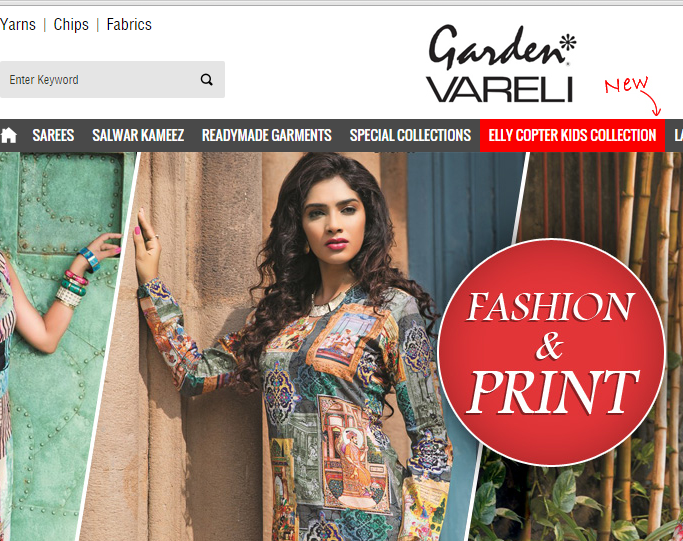 Yarns | Chips | Fabrics
Enter Keyword
Garden
VARELI
New
SAREES SALWAR KAMEEZ READYMADE GARMENTS SPECIAL COLLECTIONS ELLY COPTER KIDS COLLECTION
FASHION
&
PRINT